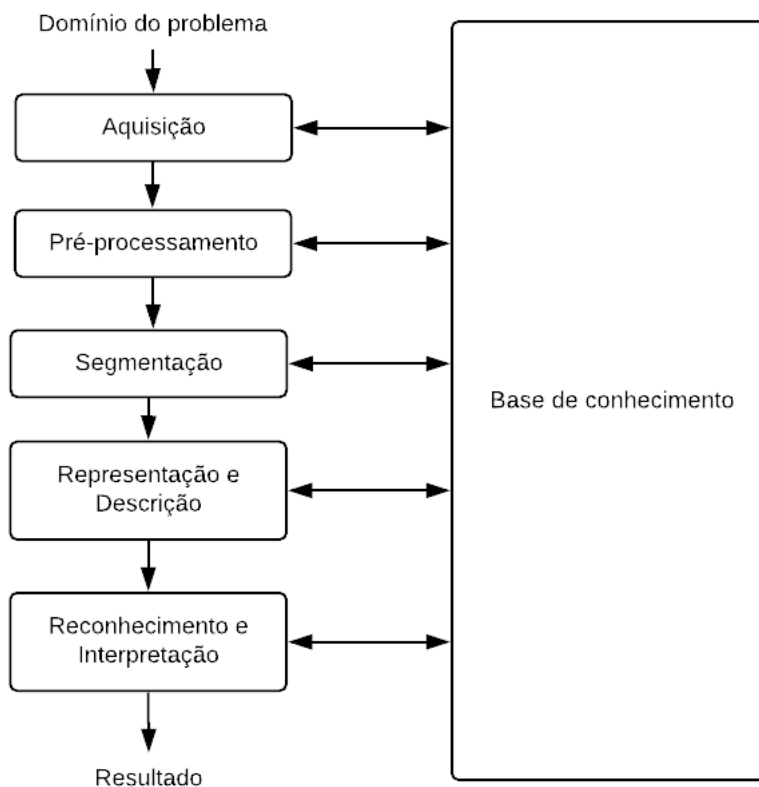 Domínio do problema
Aquisição
Pré-processamento
Segmentação
Base de conhecimento
Representação e
Descrição
Reconhecimento e
Interpretação
Resultado